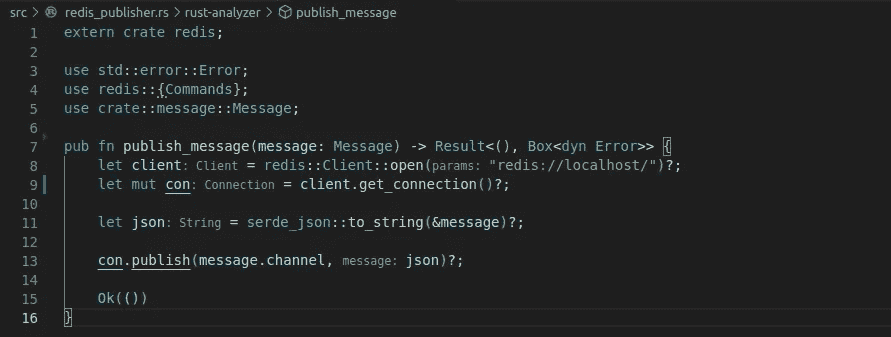 src > redis_publisher.rs > rust-analyzer > publish_message
1 extern crate redis;
2
3 use std::error::Error;
4 use redis::{Commands};
5 use crate::message::Message;
6
7 pub fn publish_message(message: Message) -> Result<(), Box<dyn Error>> {
8     let client: Client = redis::Client::open(params: "redis://localhost/")?;
9     let mut con: Connection = client.get_connection()?;
10
11     let json: String = serde_json::to_string(&message)?;
12
13     con.publish(message.channel, message: json)?;
14
15     Ok(())
16 }